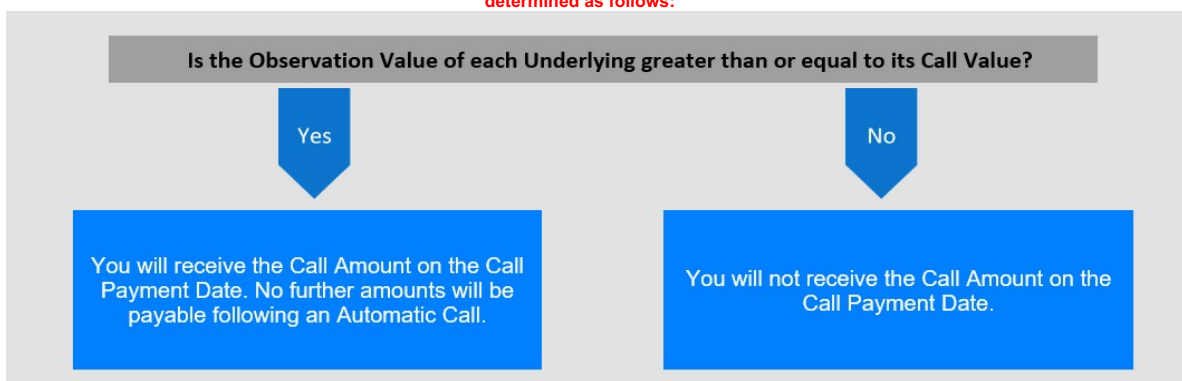 determined as follows:
Is the Observation Value of each Underlying greater than or equal to its Call Value?
Yes
No
You will receive the Call Amount on the Call
Payment Date. No further amounts will be
payable following an Automatic Call.
You will not receive the Call Amount on the
Call Payment Date.